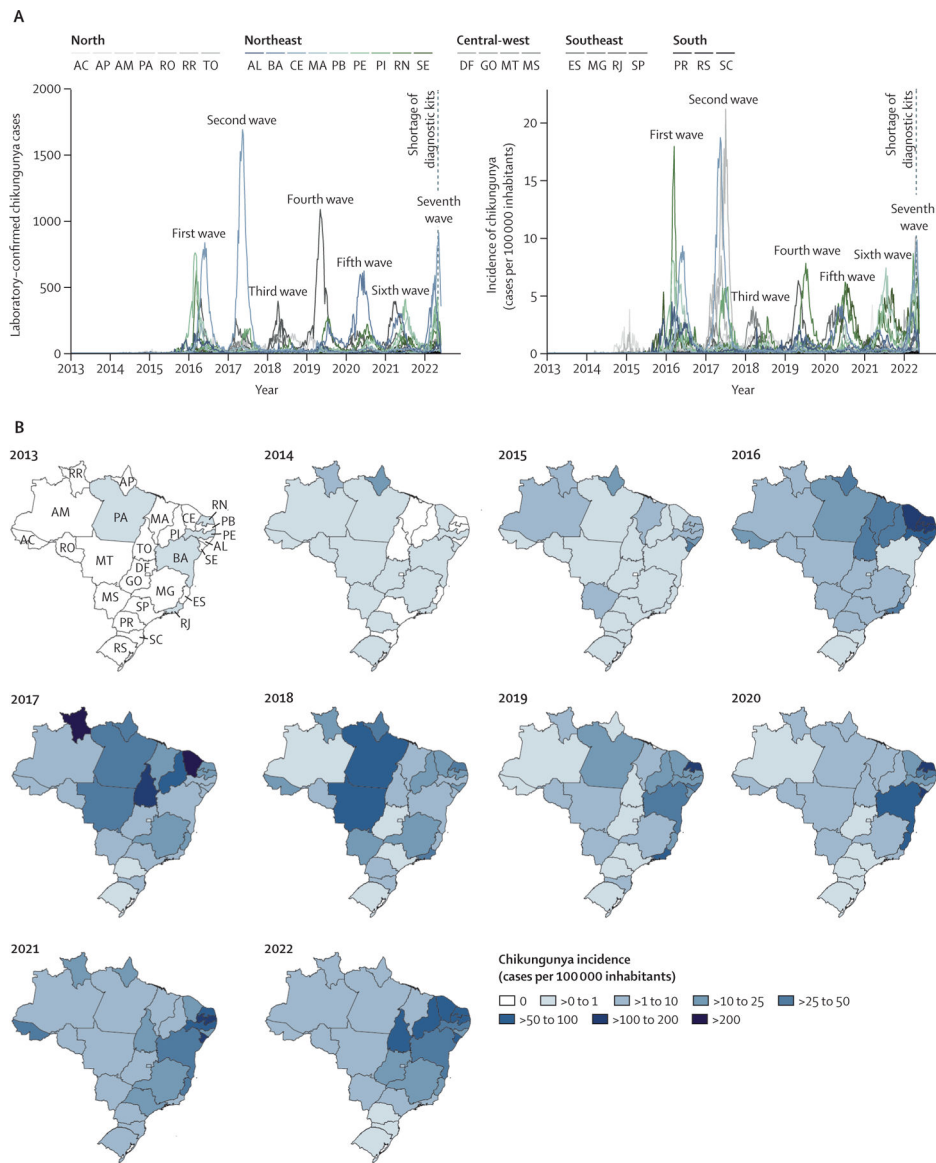 A
North Northeast Central-west Southeast South
AC AP AM PA RO RR TO AL BA CE MA PB PE PI RN SE DF GO MT MS ES MG RJ SP PR RS SC
Laboratory–confirmed chikungunya cases
2000
1500
1000
500
0
First wave
Second wave
Third wave
Fourth wave
Fifth wave
Sixth wave
Seventh
wave
Shortage of
diagnostic kits
2013 2014 2015 2016 2017 2018 2019 2020 2021 2022
Year
Incidence of chikungunya
(cases per 100 000 inhabitants)
20
15
10
5
0
First wave
Second wave
Third wave
Fourth wave
Fifth wave
Sixth wave
Seventh
wave
Shortage of
diagnostic kits
2013 2014 2015 2016 2017 2018 2019 2020 2021 2022
Year
B
2013
RR
AP
AM
PA
MA
CE
RN
PB
PI
PE
AC
RO
TO
AL
SE
MT
BA
DF
GO
MG
MS
ES
SP
RJ
PR
SC
RS
2014
2015
2016
2017
2018
2019
2020
2021
2022
Chikungunya incidence
(cases per 100 000 inhabitants)
0 >0 to 1 >1 to 10 >10 to 25 >25 to 50
>50 to 100 >100 to 200 >200